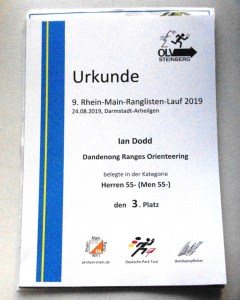 OLV
STEINBERG
Urkunde
9. Rhein-Main-Ranglisten-Lauf 2019
24.08.2019, Darmstadt-Arheilgen
Ian Dodd
Dandenong Ranges Orienteering
belegte in der Kategorie
Herren 55- (Men 55-)
den 3. Platz
ol-rhein-main.de
Deutsche Park Tour
Wettkampfleiter